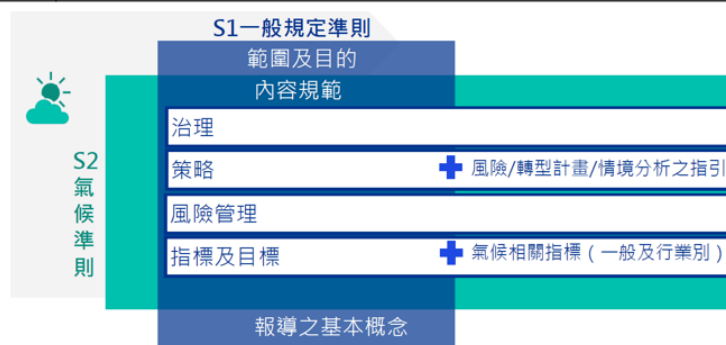 S1一般規定準則
範圍及目的
內容規範
治理
策略
風險/轉型計畫/情境分析之指引
風險管理
指標及目標
氣候相關指標（一般及行業別）
S2
氣
候
準
則
報導之基本概念